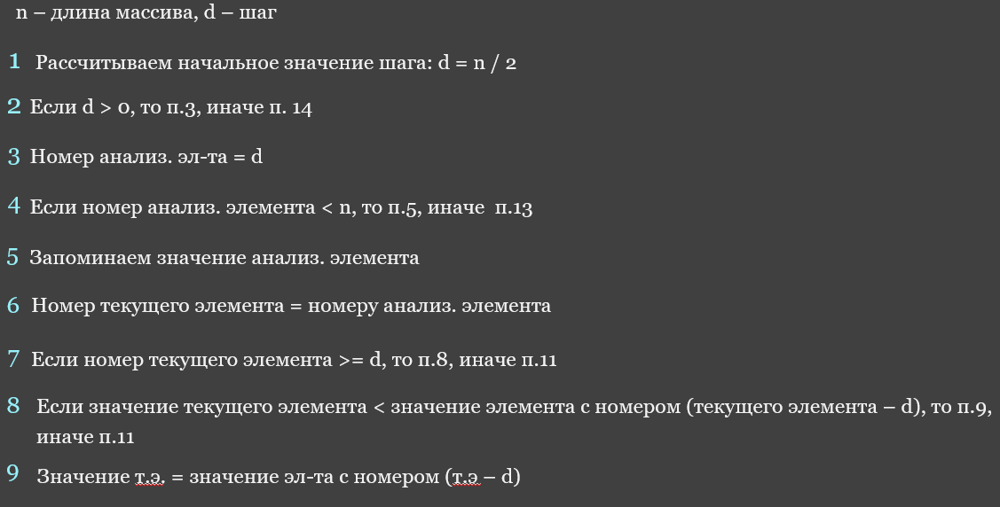 n – длина массива, d – шаг
1 Рассчитываем начальное значение шага: d = n / 2
2 Если d > 0, то п.3, иначе п. 14
3 Номер анализ. эл-та = d
4 Если номер анализ. элемента < n, то п.5, иначе п.13
5 Запоминаем значение анализ. элемента
6 Номер текущего элемента = номеру анализ. элемента
7 Если номер текущего элемента >= d, то п.8, иначе п.11
8 Если значение текущего элемента < значение элемента с номером (текущего элемента – d), то п.9,
иначе п.11
9 Значение т.э. = значение эл-та с номером (т.э – d)